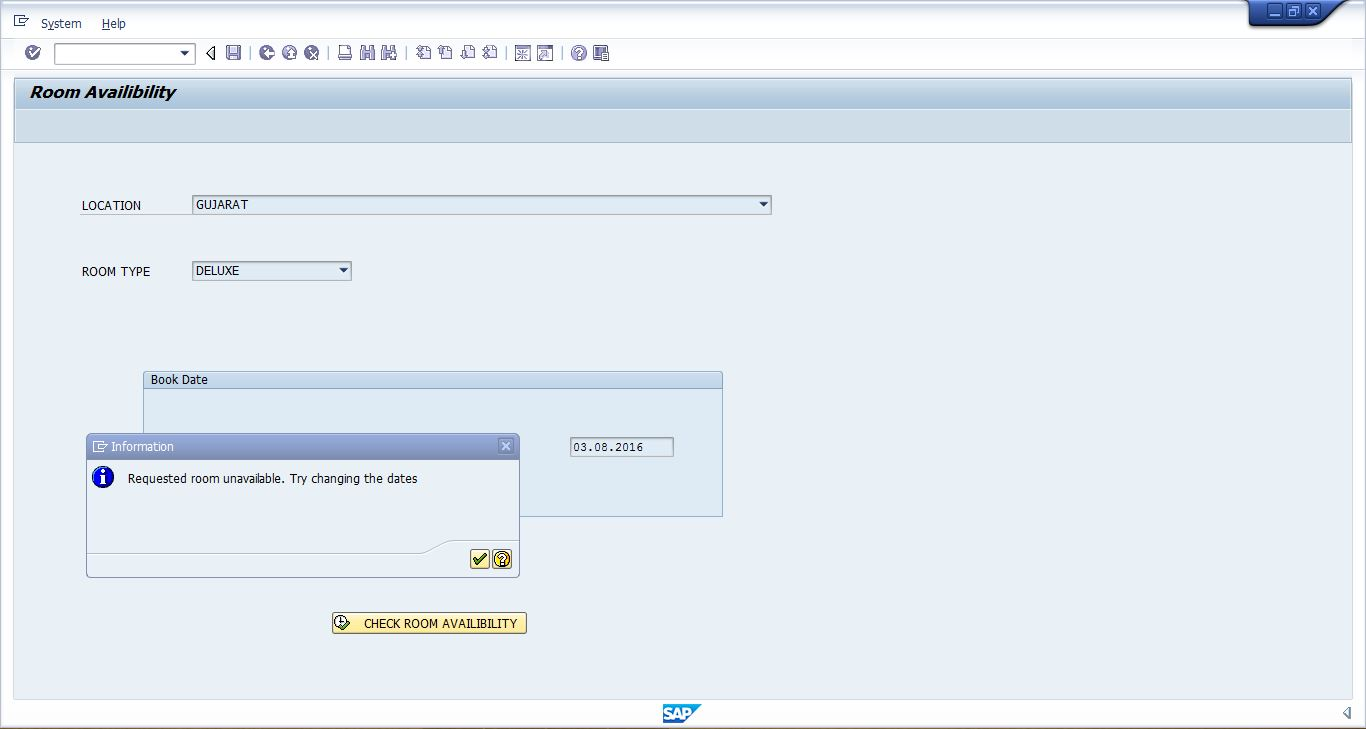 System Help
Room Availibility
LOCATION GUJARAT
ROOM TYPE DELUXE
Book Date
03.08.2016
Information
Requested room unavailable. Try changing the dates
CHECK ROOM AVAILIBILITY
SAP